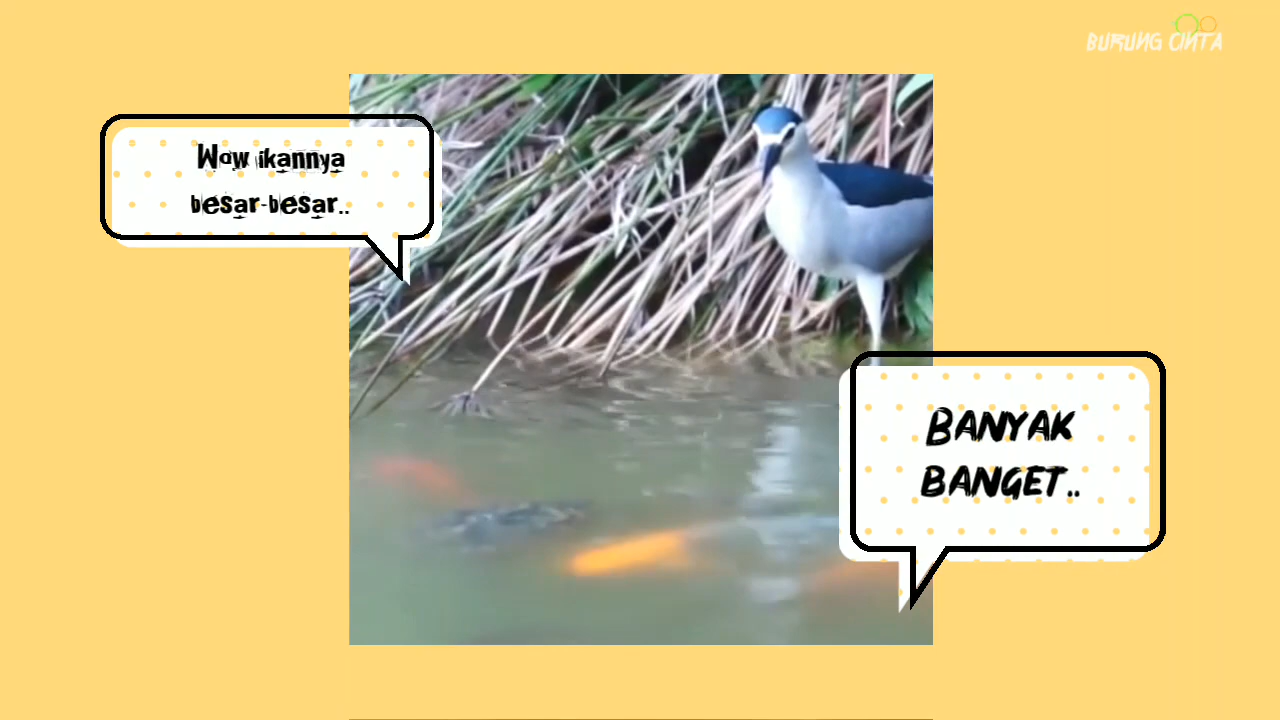 BURUNG CINTA
Wow ikannya
besar-besar..
BANYAK
BANGET..